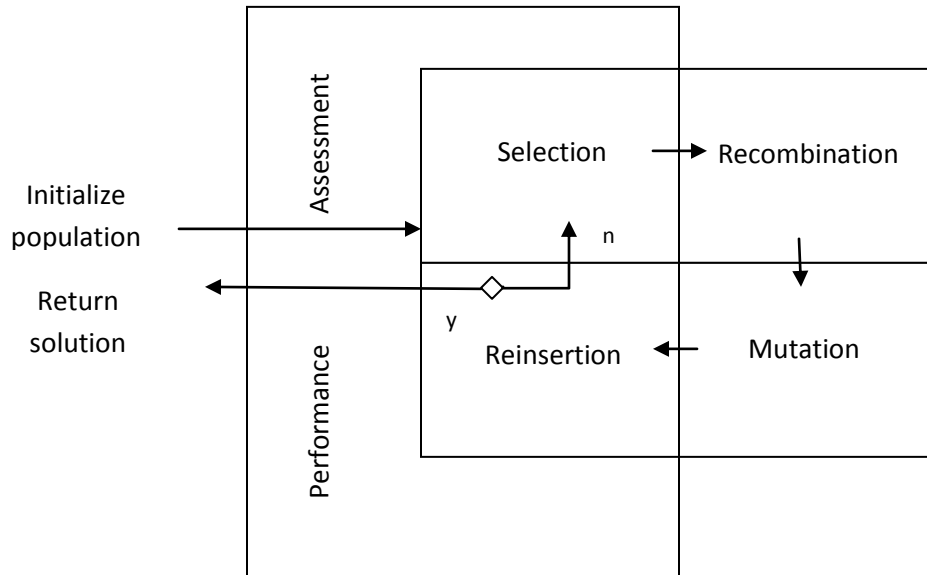 Assessment
Selection
Recombination
Initialize
population
n
Return
solution
y
Reinsertion
Mutation
Performance